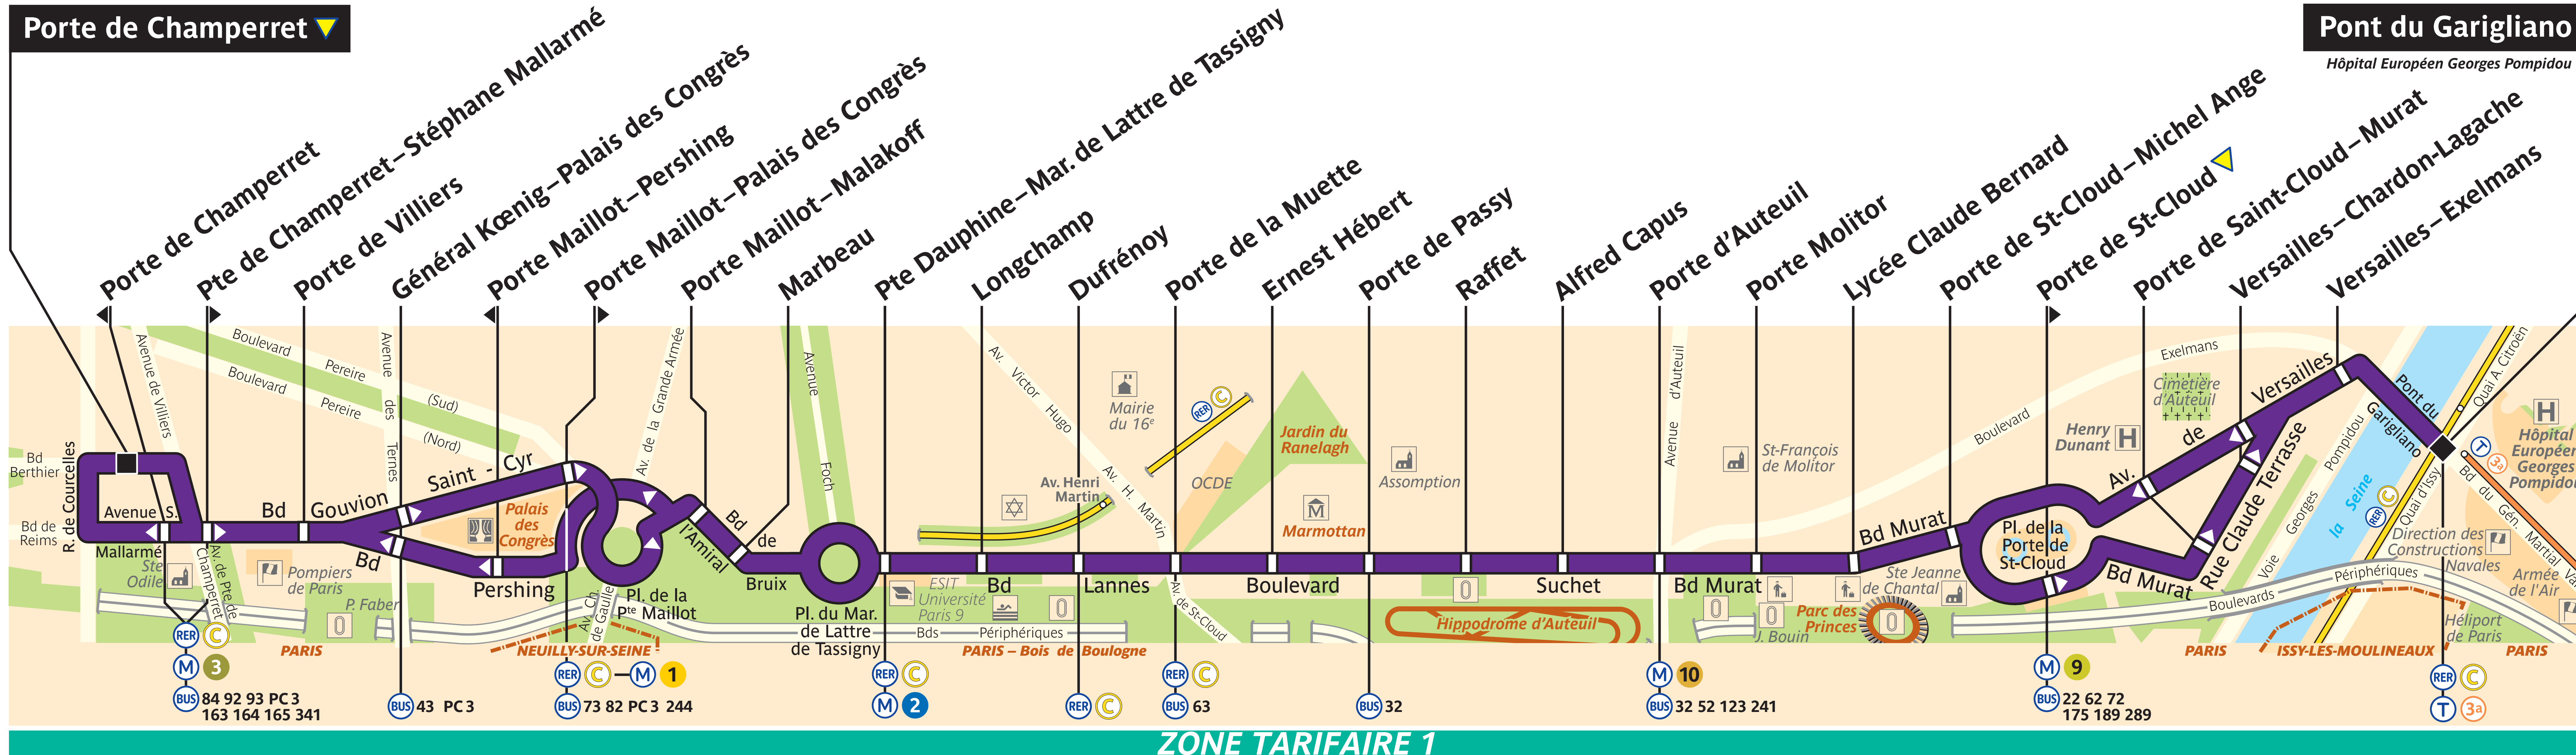 Porte de Champerret
Pont du Garigliano
Hôpital Européen Georges Pompidou
Porte de Champerret
Pte de Champerret–Stéphane Mallarmé
Porte de Villiers
Général Kœnig–Palais des Congrès
Porte Maillot–Pershing
Porte Maillot–Palais des Congrès
Porte Maillot–Malakoff
Marbeau
Pte Dauphine–Mar. de Lattre de Tassigny
Longchamp
Dufrénoy
Porte de la Muette
Ernest Hébert
Porte de Passy
Raffet
Alfred Capus
Porte d'Auteuil
Porte Molitor
Lycée Claude Bernard
Porte de St-Cloud–Michel Ange
Porte de St-Cloud
Porte de Saint-Cloud–Murat
Versailles–Chardon-Lagache
Versailles–Exelmans
Bd
Berthier
Bd de
Reims
R. de Courcelles
Avenue de Villiers
Avenue S.
Mallarmé
Ste
Odile
Av. de Pte de
Champerret
Boulevard Pereire (Sud)
Boulevard Pereire (Nord)
Pompiers
de Paris
P. Faber
Avenue des Ternes
Bd Gouvion Saint - Cyr
Bd Pershing
Palais
des
Congrès
Av. de la Grande Armée
Av. Ch.
de Gaulle
Pl. de la
Pte Maillot
Bd de
l'Amiral
Bruix
Avenue Foch
Pl. du Mar.
de Lattre
de Tassigny
ESIT
Université
Paris 9
Bds Périphériques
Bd Lannes
Av. Henri
Martin
Av. Victor Hugo
Av. H. Martin
Mairie
du 16e
RER C
OCDE
Jardin du
Ranelagh
Marmottan
M
Assomption
Av. de St-Cloud
Boulevard Suchet
Hippodrome d'Auteuil
Avenue d'Auteuil
St-François
de Molitor
Bd Murat
J. Bouin
Parc des
Princes
Bd Murat
Ste Jeanne
de Chantal
Boulevard Exelmans
Pl. de la
Porte de
St-Cloud
Henry
Dunant
H
Cimetière
d'Auteuil
Av. de Versailles
Bd Murat
Rue Claude Terrasse
Voie Georges Pompidou
la Seine
Boulevards Périphériques
Pont du
Garigliano
Quai A. Citroën
RER C
Quai d'Issy
T 3a
Bd du Gén. Martial Va
H
Hôpital
Européen
Georges
Pompidou
Direction des
Constructions
Navales
Armée
de l'Air
Héliport
de Paris
PARIS
NEUILLY-SUR-SEINE
PARIS – Bois de Boulogne
PARIS
ISSY-LES-MOULINEAUX
PARIS
RER C
M 3
BUS 84 92 93 PC 3
163 164 165 341
BUS 43 PC 3
RER C M 1
BUS 73 82 PC 3 244
RER C
M 2
RER C
RER C
BUS 63
BUS 32
M 10
BUS 32 52 123 241
M 9
BUS 22 62 72
175 189 289
RER C
T 3a
ZONE TARIFAIRE 1